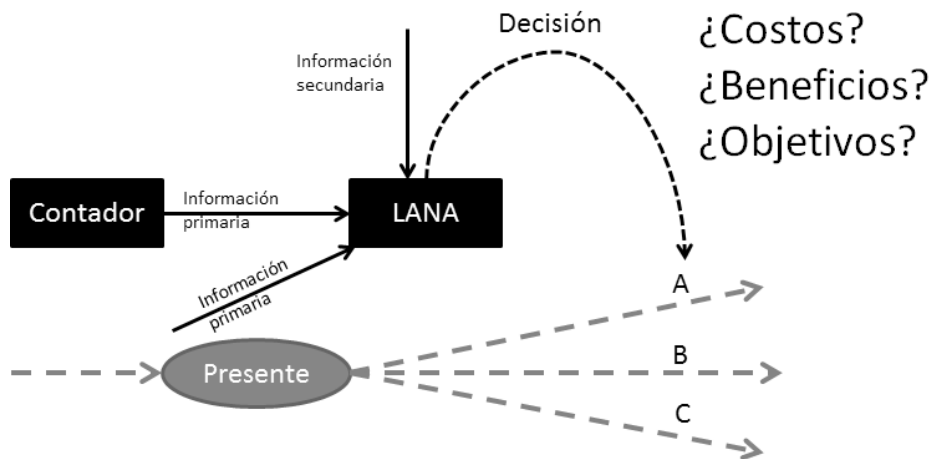 Decisión
¿Costos?
¿Beneficios?
¿Objetivos?
Información
secundaria
Contador
Información
primaria
LANA
Información
primaria
Presente
A
B
C